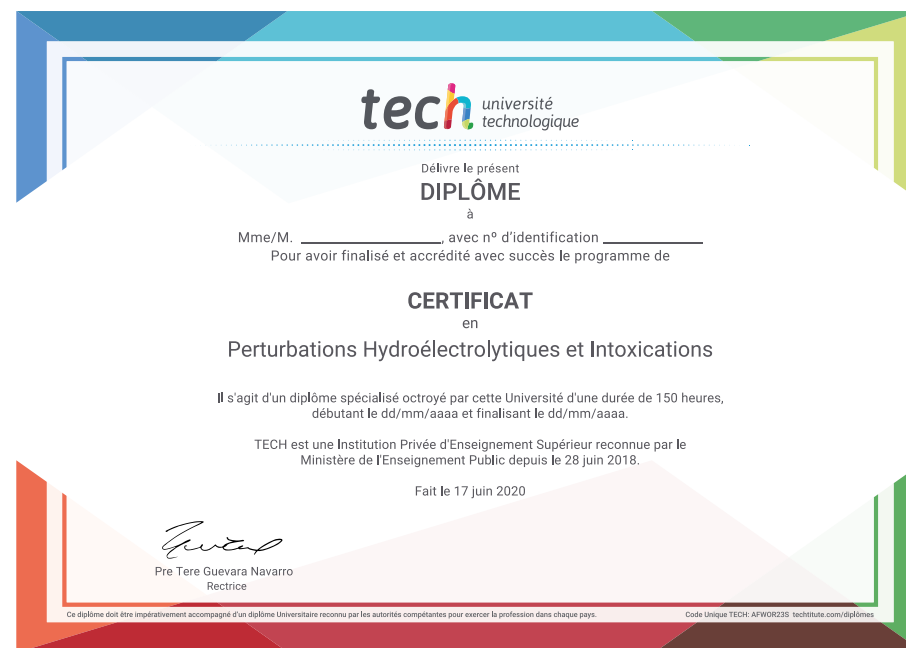 tech université
technologique
Délivre le présent
DIPLÔME
à
Mme/M. ____________________, avec nº d'identification ______________
Pour avoir finalisé et accrédité avec succès le programme de
CERTIFICAT
en
Perturbations Hydroélectrolytiques et Intoxications
Il s'agit d'un diplôme spécialisé octroyé par cette Université d'une durée de 150 heures,
débutant le dd/mm/aaaa et finalisant le dd/mm/aaaa.
TECH est une Institution Privée d'Enseignement Supérieur reconnue par le
Ministère de l'Enseignement Public depuis le 28 juin 2018.
Fait le 17 juin 2020
Pre Tere Guevara Navarro
Rectrice
Ce diplôme doit être impérativement accompagné d'un diplôme Universitaire reconnu par les autorités compétantes pour exercer la profession dans chaque pays. Code Unique TECH: AFWOR23S techtitute.com/diplômes